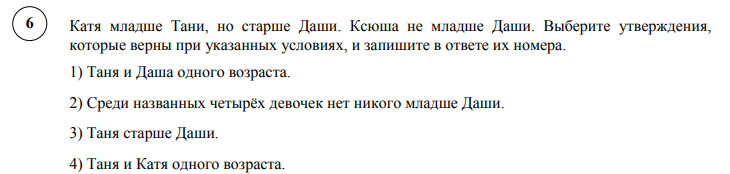 6
Катя младше Тани, но старше Даши. Ксюша не младше Даши. Выберите утверждения,
которые верны при указанных условиях, и запишите в ответе их номера.
1) Таня и Даша одного возраста.
2) Среди названных четырёх девочек нет никого младше Даши.
3) Таня старше Даши.
4) Таня и Катя одного возраста.